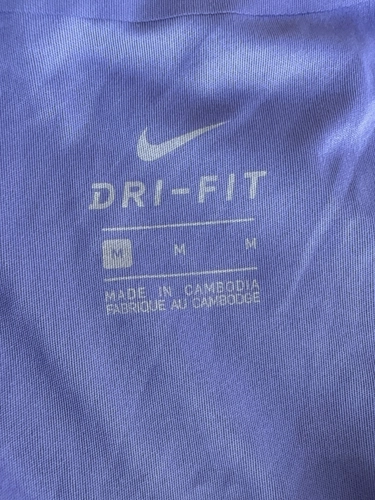 DRI-FIT
M M M
MADE IN CAMBODIA
FABRIQUE AU CAMBODGE